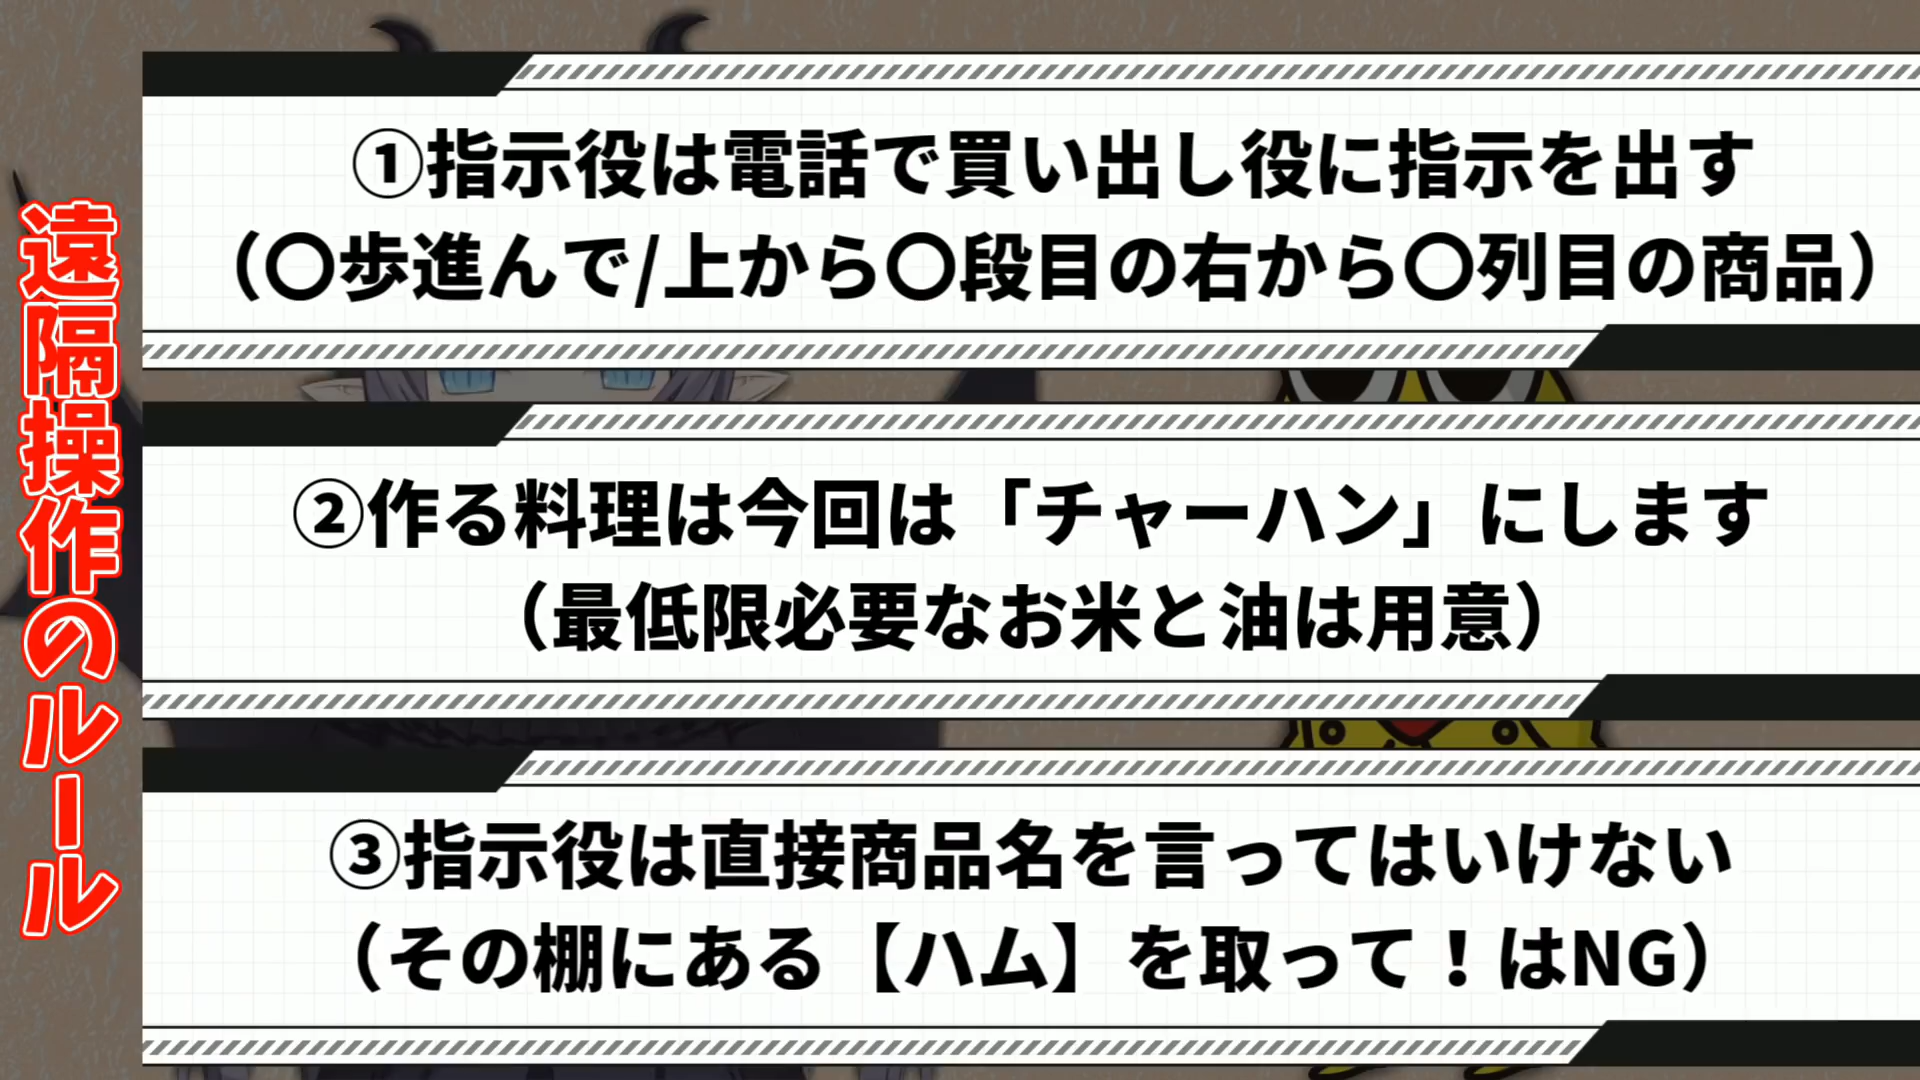 遠隔操作のルール
①指示役は電話で買い出し役に指示を出す
（〇歩進んで/上から〇段目の右から〇列目の商品）
②作る料理は今回は「チャーハン」にします
（最低限必要なお米と油は用意）
③指示役は直接商品名を言ってはいけない
（その棚にある【ハム】を取って！はNG）